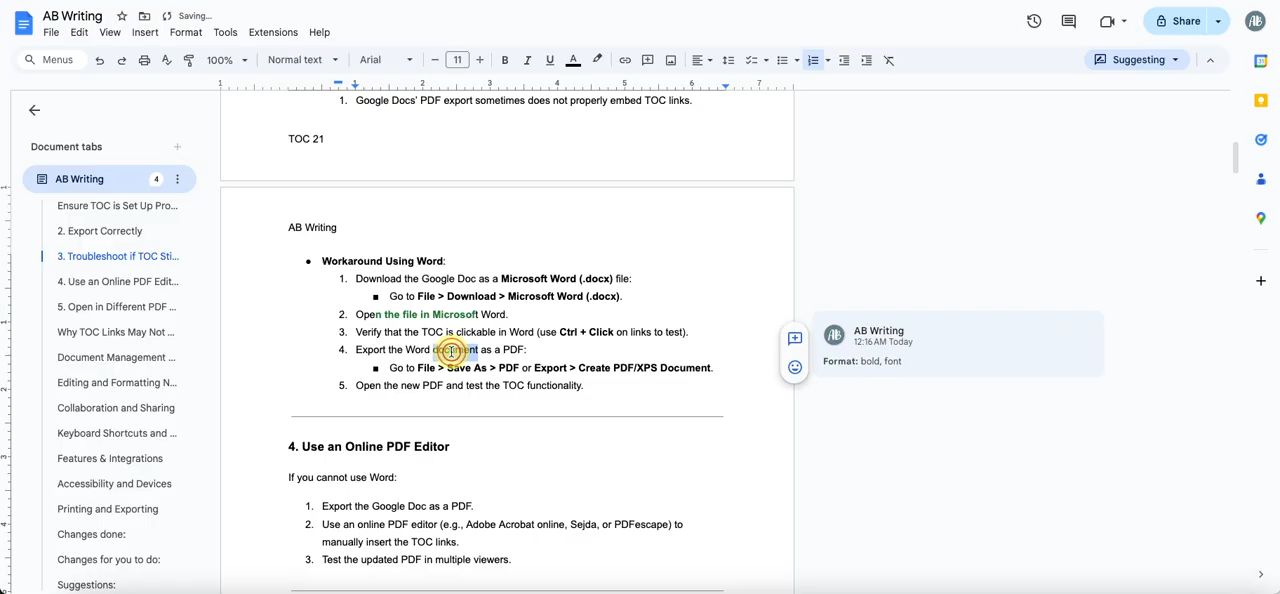 AB Writing
Saving...
File Edit View Insert Format Tools Extensions Help
Share
AB
Menus
100%
Normal text
Arial
11
Suggesting
1 1 2 3 4 5 6 7
Document tabs
AB Writing
4
Ensure TOC is Set Up Pro...
2. Export Correctly
3. Troubleshoot if TOC Sti...
4. Use an Online PDF Edit...
5. Open in Different PDF ...
Why TOC Links May Not ...
Document Management ...
Editing and Formatting N...
Collaboration and Sharing
Keyboard Shortcuts and ...
Features & Integrations
Accessibility and Devices
Printing and Exporting
Changes done:
Changes for you to do:
Suggestions:
1. Google Docs' PDF export sometimes does not properly embed TOC links.
TOC 21
AB Writing
● Workaround Using Word:
1. Download the Google Doc as a Microsoft Word (.docx) file:
■ Go to File > Download > Microsoft Word (.docx).
2. Open the file in Microsoft Word.
3. Verify that the TOC is clickable in Word (use Ctrl + Click on links to test).
4. Export the Word document as a PDF:
■ Go to File > Save As > PDF or Export > Create PDF/XPS Document.
5. Open the new PDF and test the TOC functionality.
4. Use an Online PDF Editor
If you cannot use Word:
1. Export the Google Doc as a PDF.
2. Use an online PDF editor (e.g., Adobe Acrobat online, Sejda, or PDFescape) to
manually insert the TOC links.
3. Test the updated PDF in multiple viewers.
AB
AB Writing
12:16 AM Today
Format: bold, font